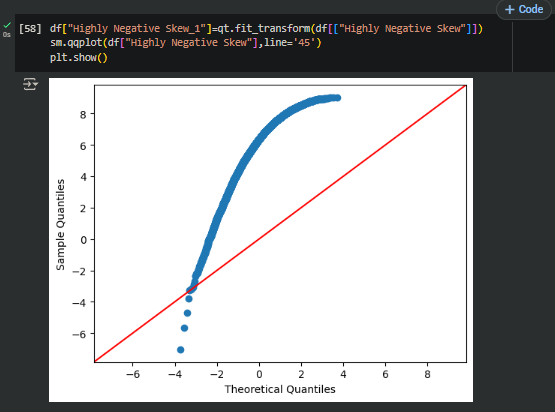 + Code
[58] df["Highly Negative Skew_1"]=qt.fit_transform(df[["Highly Negative Skew"]])
0s
sm.qqplot(df["Highly Negative Skew"],line='45')
plt.show()
8
6
4
2
0
−2
−4
−6
Sample Quantiles
−6 −4 −2 0 2 4 6 8
Theoretical Quantiles